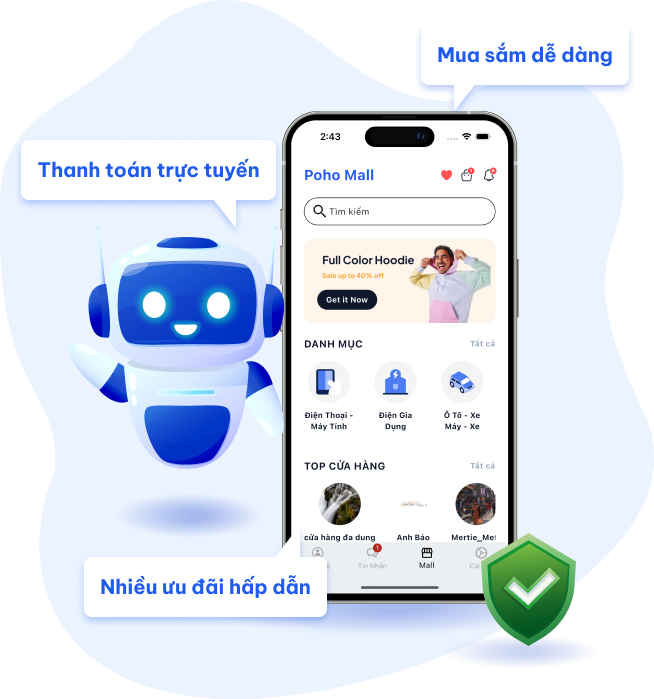 Mua sắm dễ dàng
Thanh toán trực tuyến
2:43
Poho Mall
Tìm kiếm
Full Color Hoodie
Sale up to 40% off
Get it Now
DANH MỤC
Tất cả
Điện Thoại -
Máy Tính
Điện Gia
Dụng
Ô Tô - Xe
Máy - Xe
TOP CỬA HÀNG
Tất cả
cửa hàng đa dung
Anh Bảo
Tin Nhắn
Mall
Nhiều ưu đãi hấp dẫn